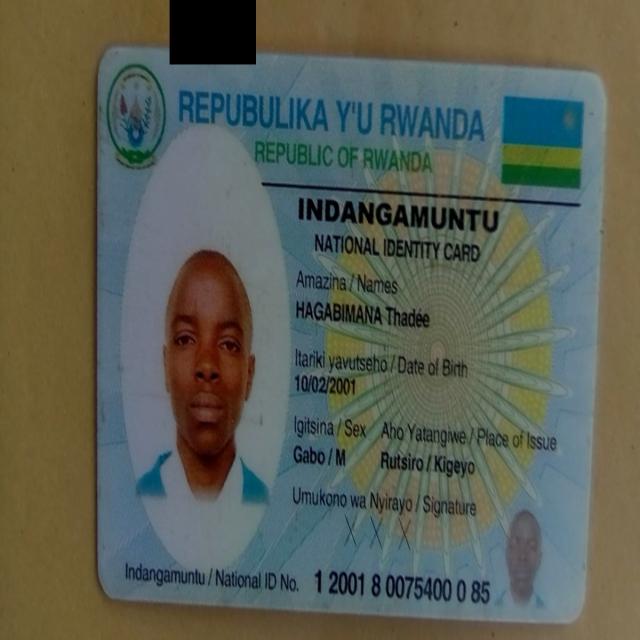 REPUBULIKA Y'U RWANDA
REPUBLIC OF RWANDA
INDANGAMUNTU
NATIONAL IDENTITY CARD
Amazina / Names
HAGABIMANA Thadée
Itariki yavutseho / Date of Birth
10/02/2001
Igitsina / Sex Aho Yatangiwe / Place of Issue
Gabo / M Rutsiro / Kigeyo
Umukono wa Nyirayo / Signature
X X X
Indangamuntu / National ID No. 1 2001 8 0075400 0 85